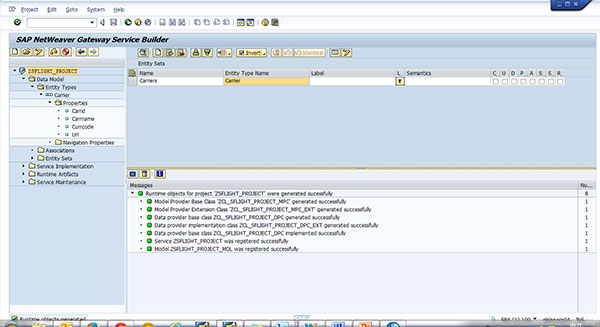 Project Edit Goto System Help
SAP NetWeaver Gateway Service Builder
Invert
Identical
ZSFLIGHT_PROJECT
Data Model
Entity Types
Carrier
Properties
Carrid
Carrname
Currcode
Url
Navigation Properties
Associations
Entity Sets
Service Implementation
Runtime Artifacts
Service Maintenance
Entity Sets
Name Entity Type Name Label L.. Semantics C U D P A S S R
Carriers Carrier T
Messages Nu...
Runtime objects for project 'ZSFLIGHT_PROJECT' were generated sucessfully 8
Model Provider Base Class 'ZCL_SFLIGHT_PROJECT_MPC' generated successfully 1
Model Provider Extension Class 'ZCL_SFLIGHT_PROJECT_MPC_EXT' generated successfully 1
Data provider base class ZCL_SFLIGHT_PROJECT_DPC generated successfully 1
Data provider implementation class ZCL_SFLIGHT_PROJECT_DPC_EXT generated successfully 1
Data provider base class ZCL_SFLIGHT_PROJECT_DPC implemented successfully 1
Service ZSFLIGHT_PROJECT was registered successfully 1
Model ZSFLIGHT_PROJECT_MDL was registered successfully 1
Runtime objects generated